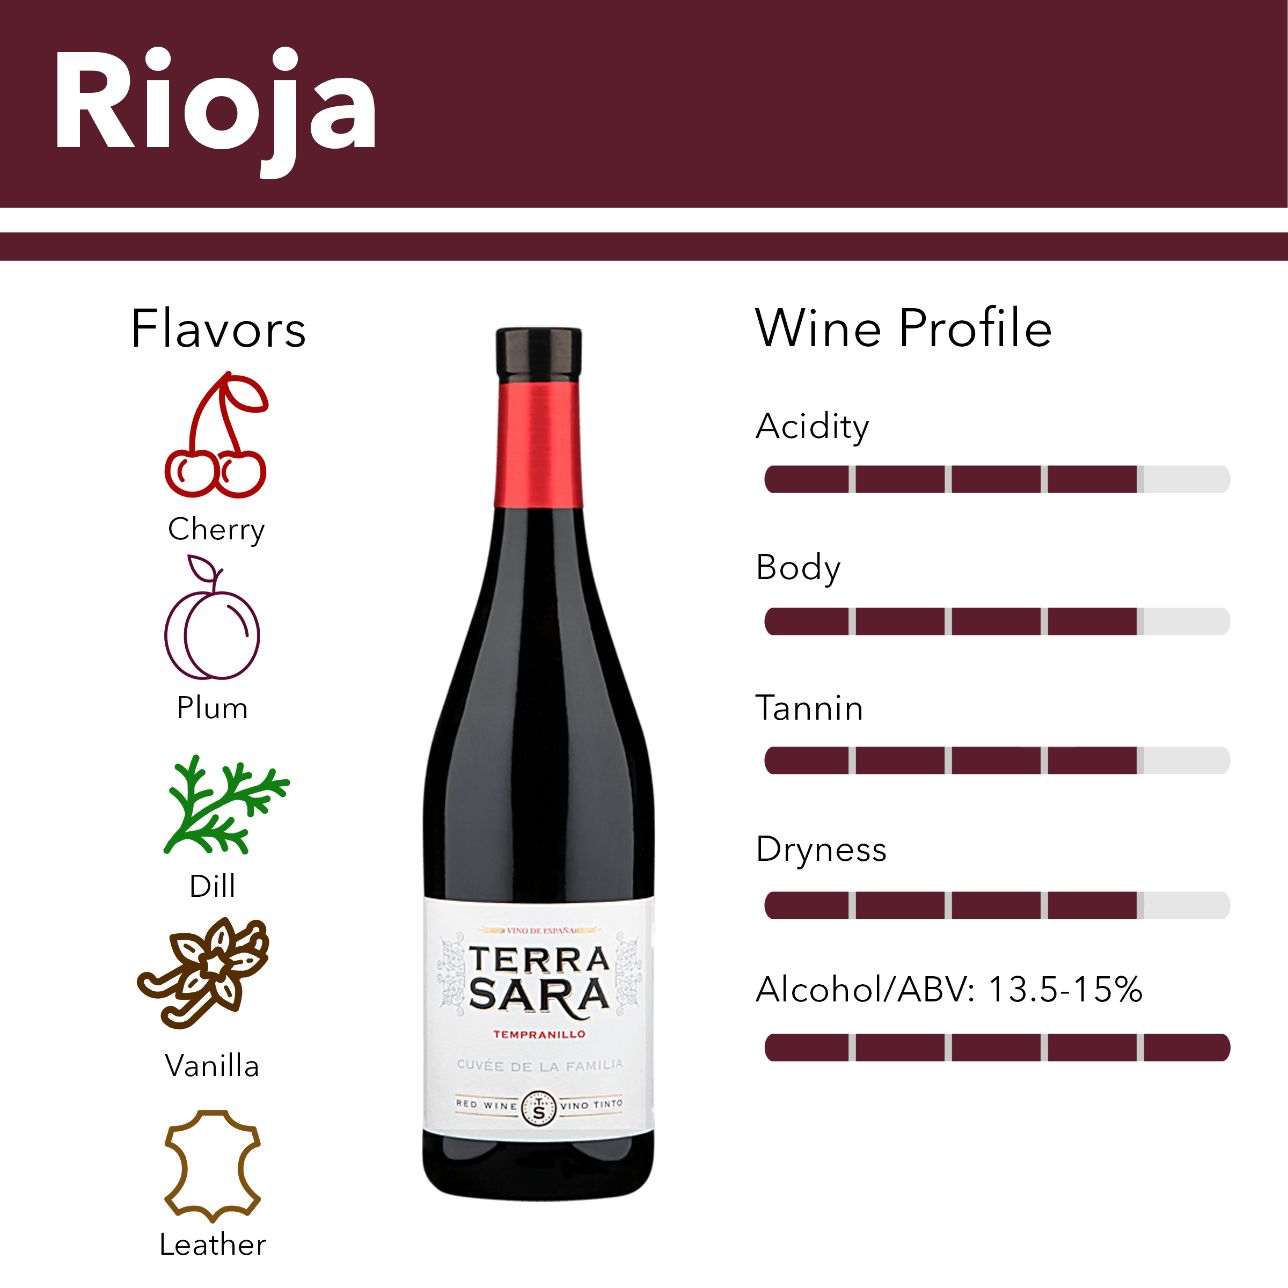 Rioja
Flavors
Cherry
Plum
Dill
Vanilla
Leather
VINO DE ESPAÑA
TERRA
SARA
TEMPRANILLO
CUVÉE DE LA FAMILIA
RED WINE TS VINO TINTO
Wine Profile
Acidity
Body
Tannin
Dryness
Alcohol/ABV: 13.5-15%